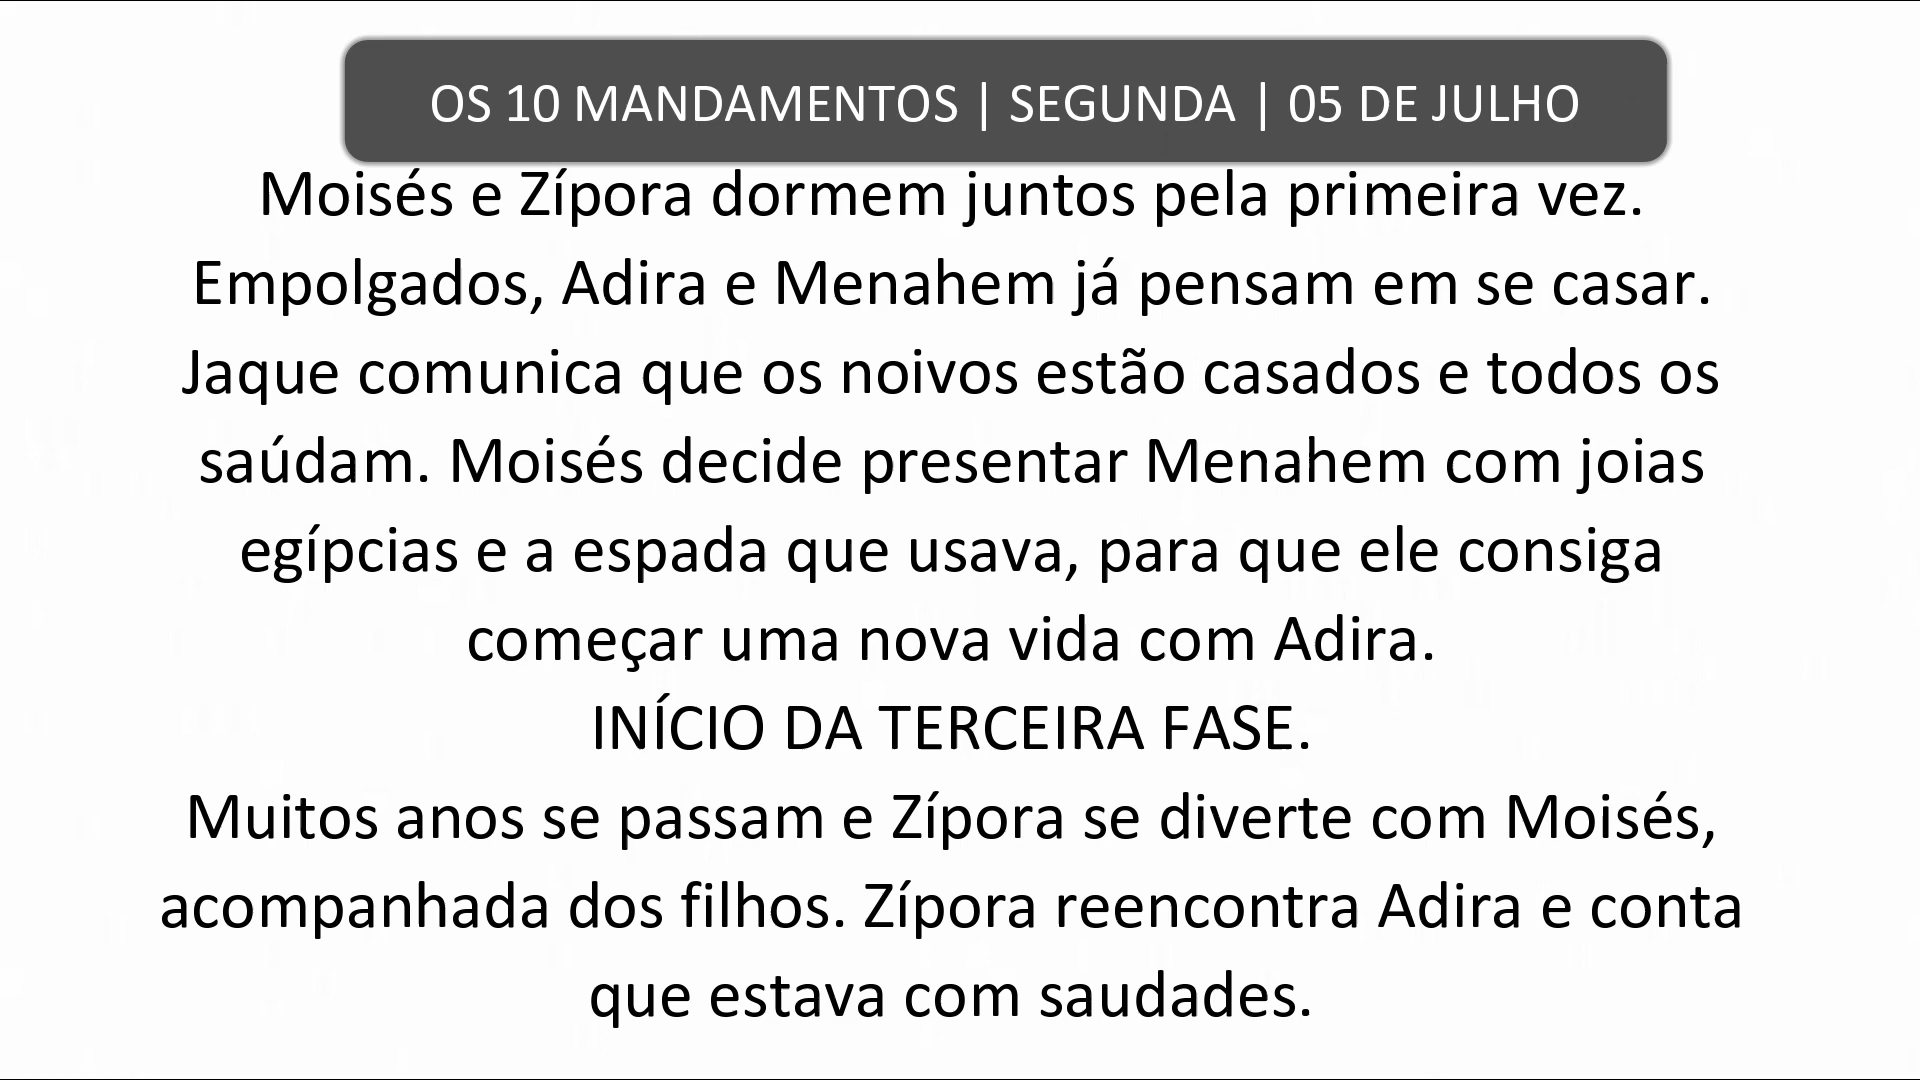 OS 10 MANDAMENTOS | SEGUNDA | 05 DE JULHO
Moisés e Zípora dormem juntos pela primeira vez.
Empolgados, Adira e Menahem já pensam em se casar.
Jaque comunica que os noivos estão casados e todos os
saúdam. Moisés decide presentar Menahem com joias
egípcias e a espada que usava, para que ele consiga
começar uma nova vida com Adira.
INÍCIO DA TERCEIRA FASE.
Muitos anos se passam e Zípora se diverte com Moisés,
acompanhada dos filhos. Zípora reencontra Adira e conta
que estava com saudades.